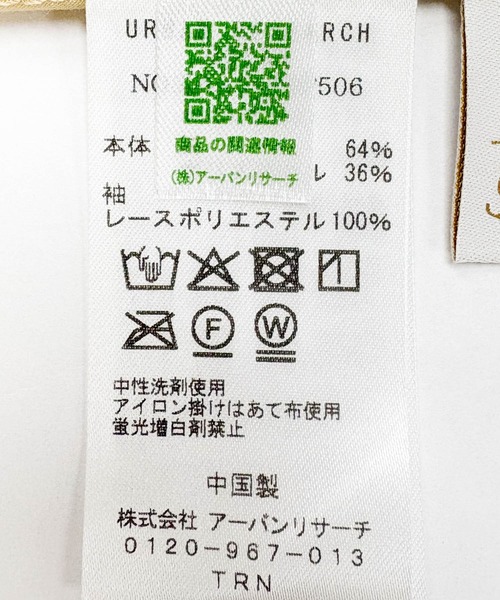 UR RCH
NO 506
商品の関連情報
(株)アーバンリサーチ
本体 64%
レ 36%
袖
レースポリエステル100%
F W
中性洗剤使用
アイロン掛けはあて布使用
蛍光増白剤禁止
中国製
株式会社 アーバンリサーチ
0120-967-013
TRN